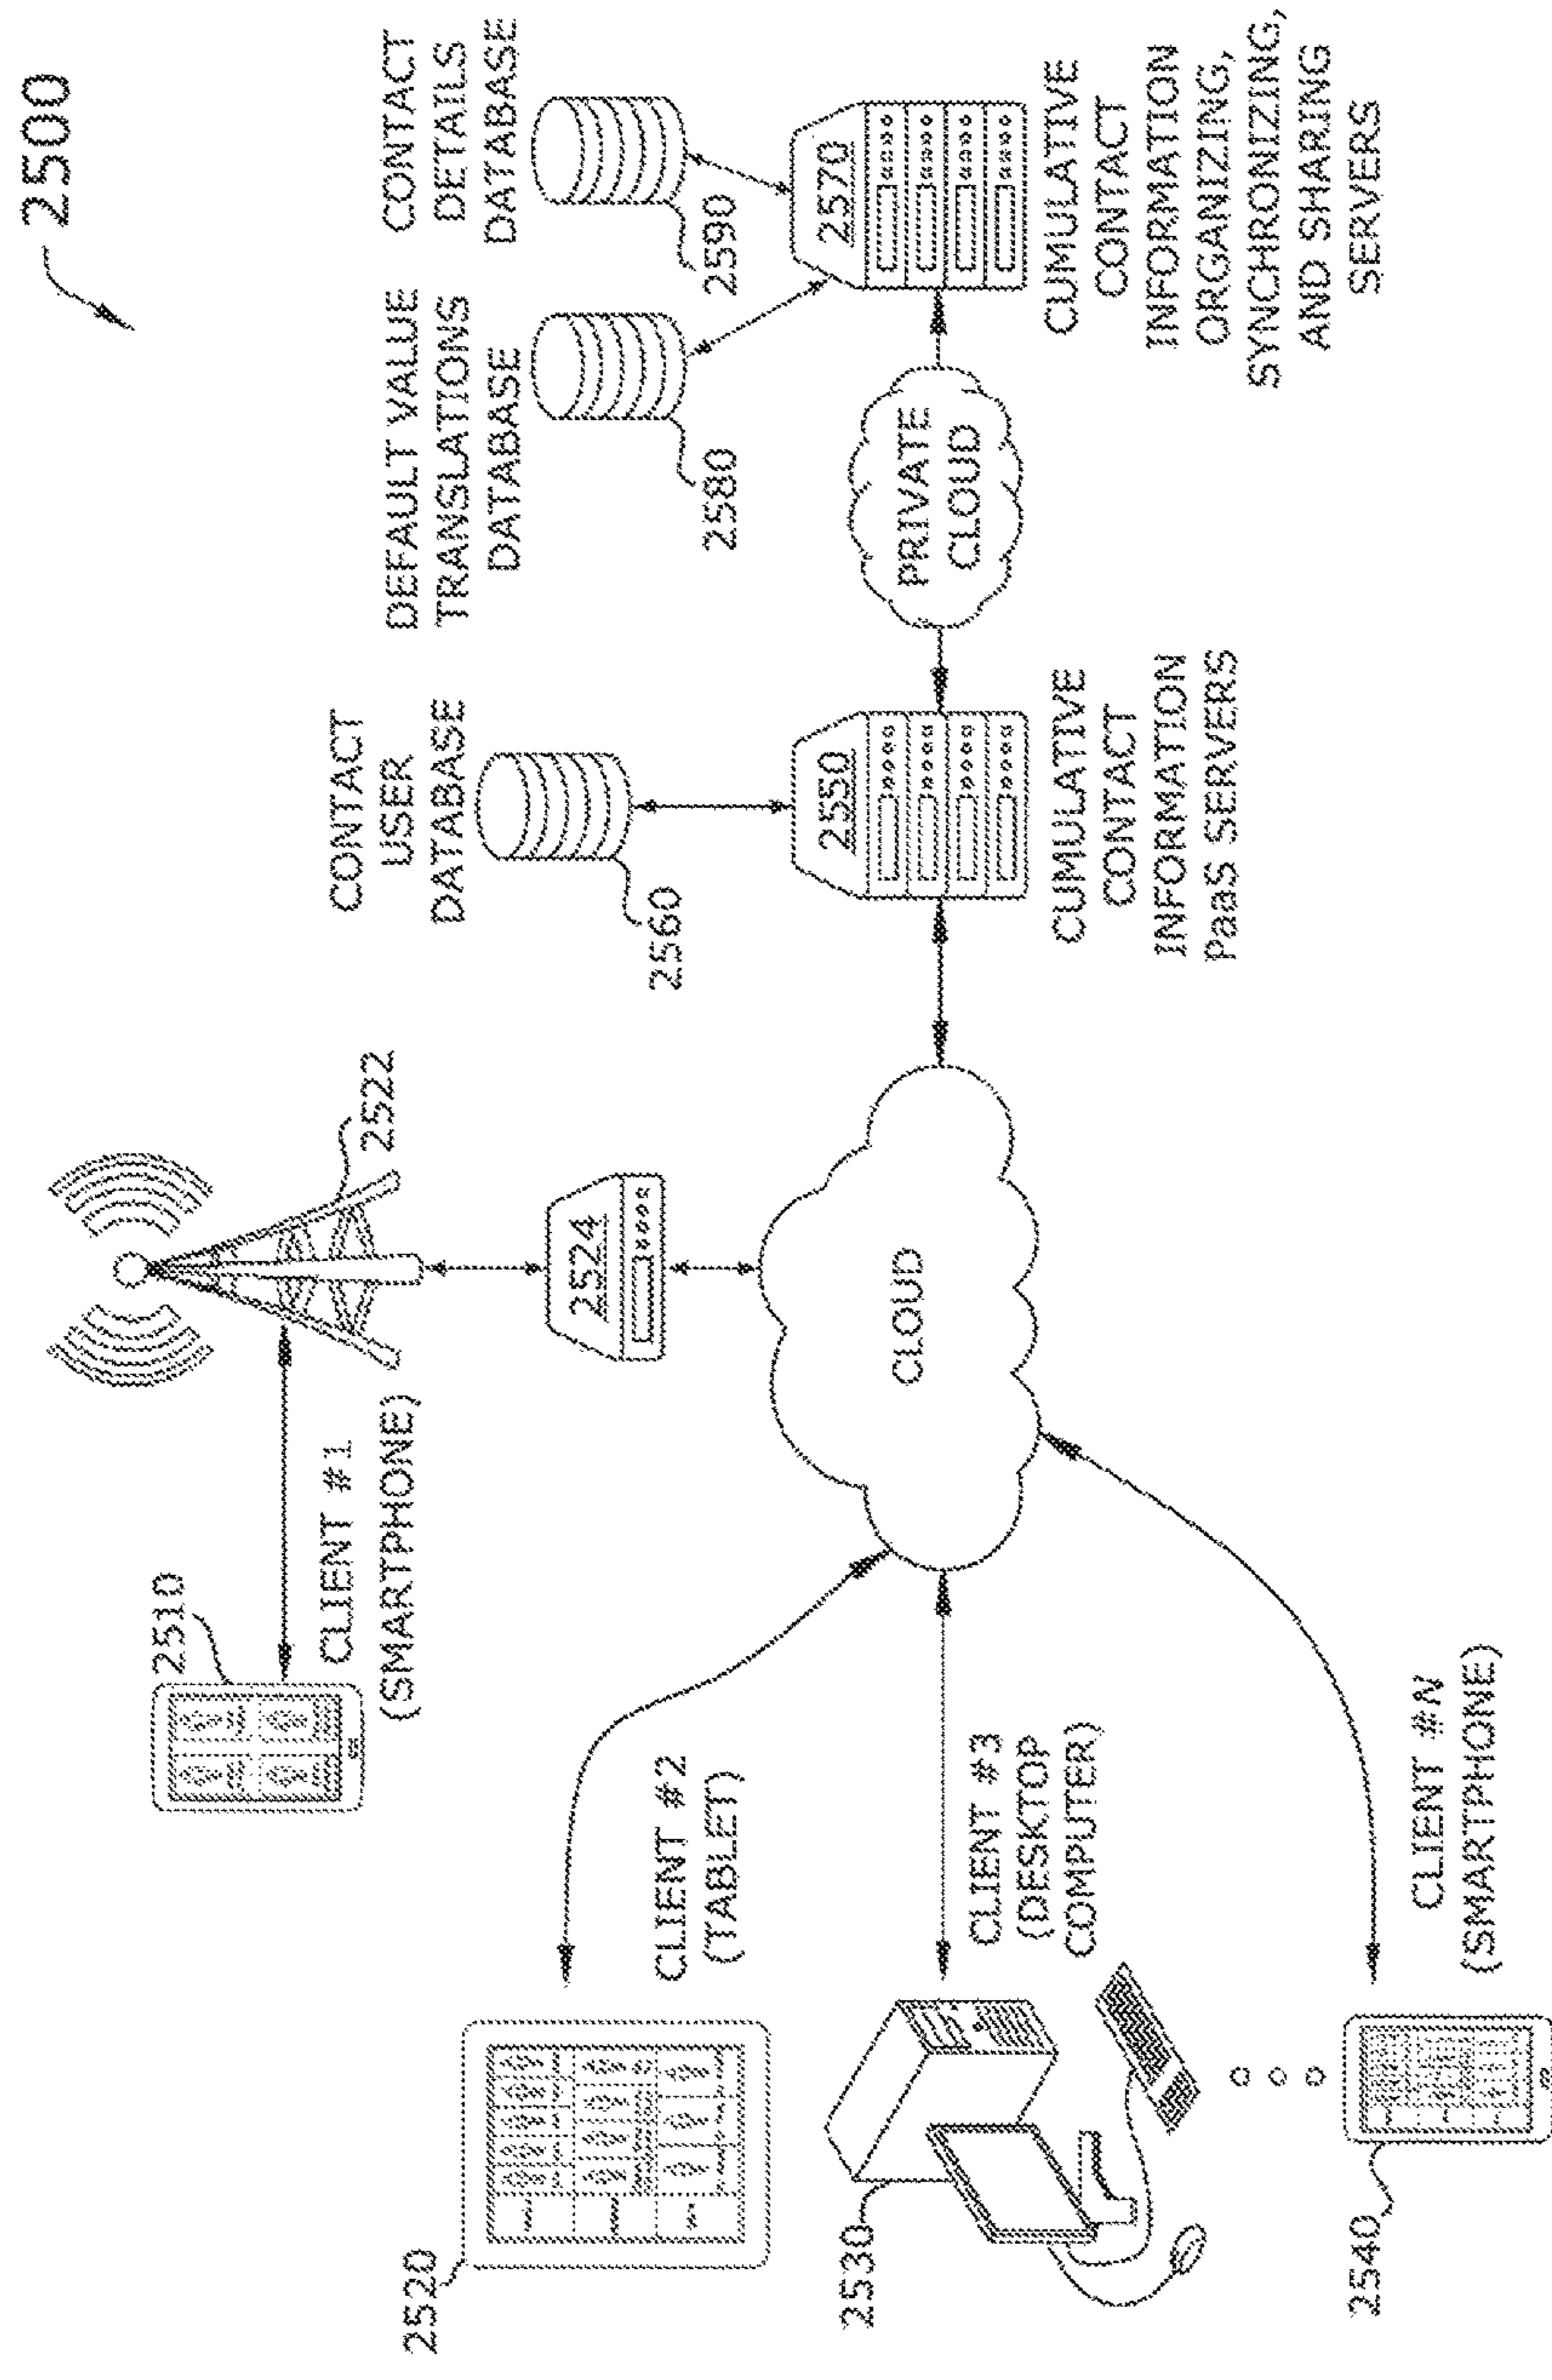 2500
2510
CLIENT #1
(SMARTPHONE)
2522
2524
2520
CLIENT #2
(TABLET)
2530
CLIENT #3
(DESKTOP
COMPUTER)
2540
CLIENT #N
(SMARTPHONE)
CLOUD
CONTACT
USER
DATABASE
2560
2550
CUMULATIVE
CONTACT
INFORMATION
PaaS SERVERS
PRIVATE
CLOUD
DEFAULT VALUE
TRANSLATIONS
DATABASE
2580
CONTACT
DETAILS
DATABASE
2590
2570
CUMULATIVE
CONTACT
INFORMATION
ORGANIZING,
SYNCHRONIZING,
AND SHARING
SERVERS